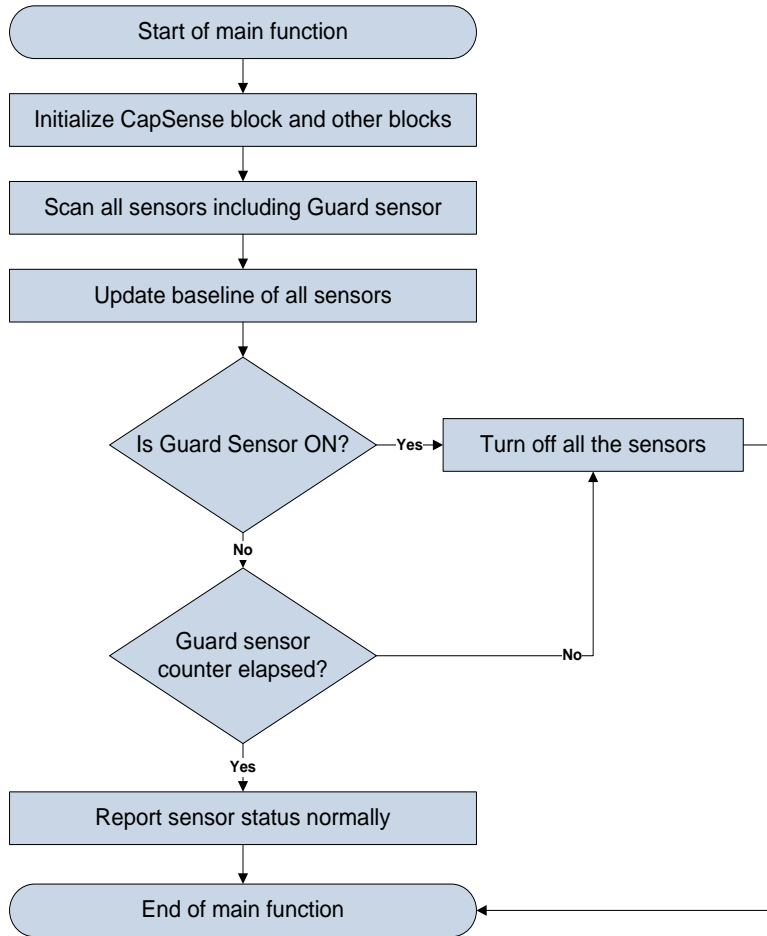 Start of main function
Initialize CapSense block and other blocks
Scan all sensors including Guard sensor
Update baseline of all sensors
Is Guard Sensor ON?
Yes
Turn off all the sensors
No
Guard sensor
counter elapsed?
No
Yes
Report sensor status normally
End of main function